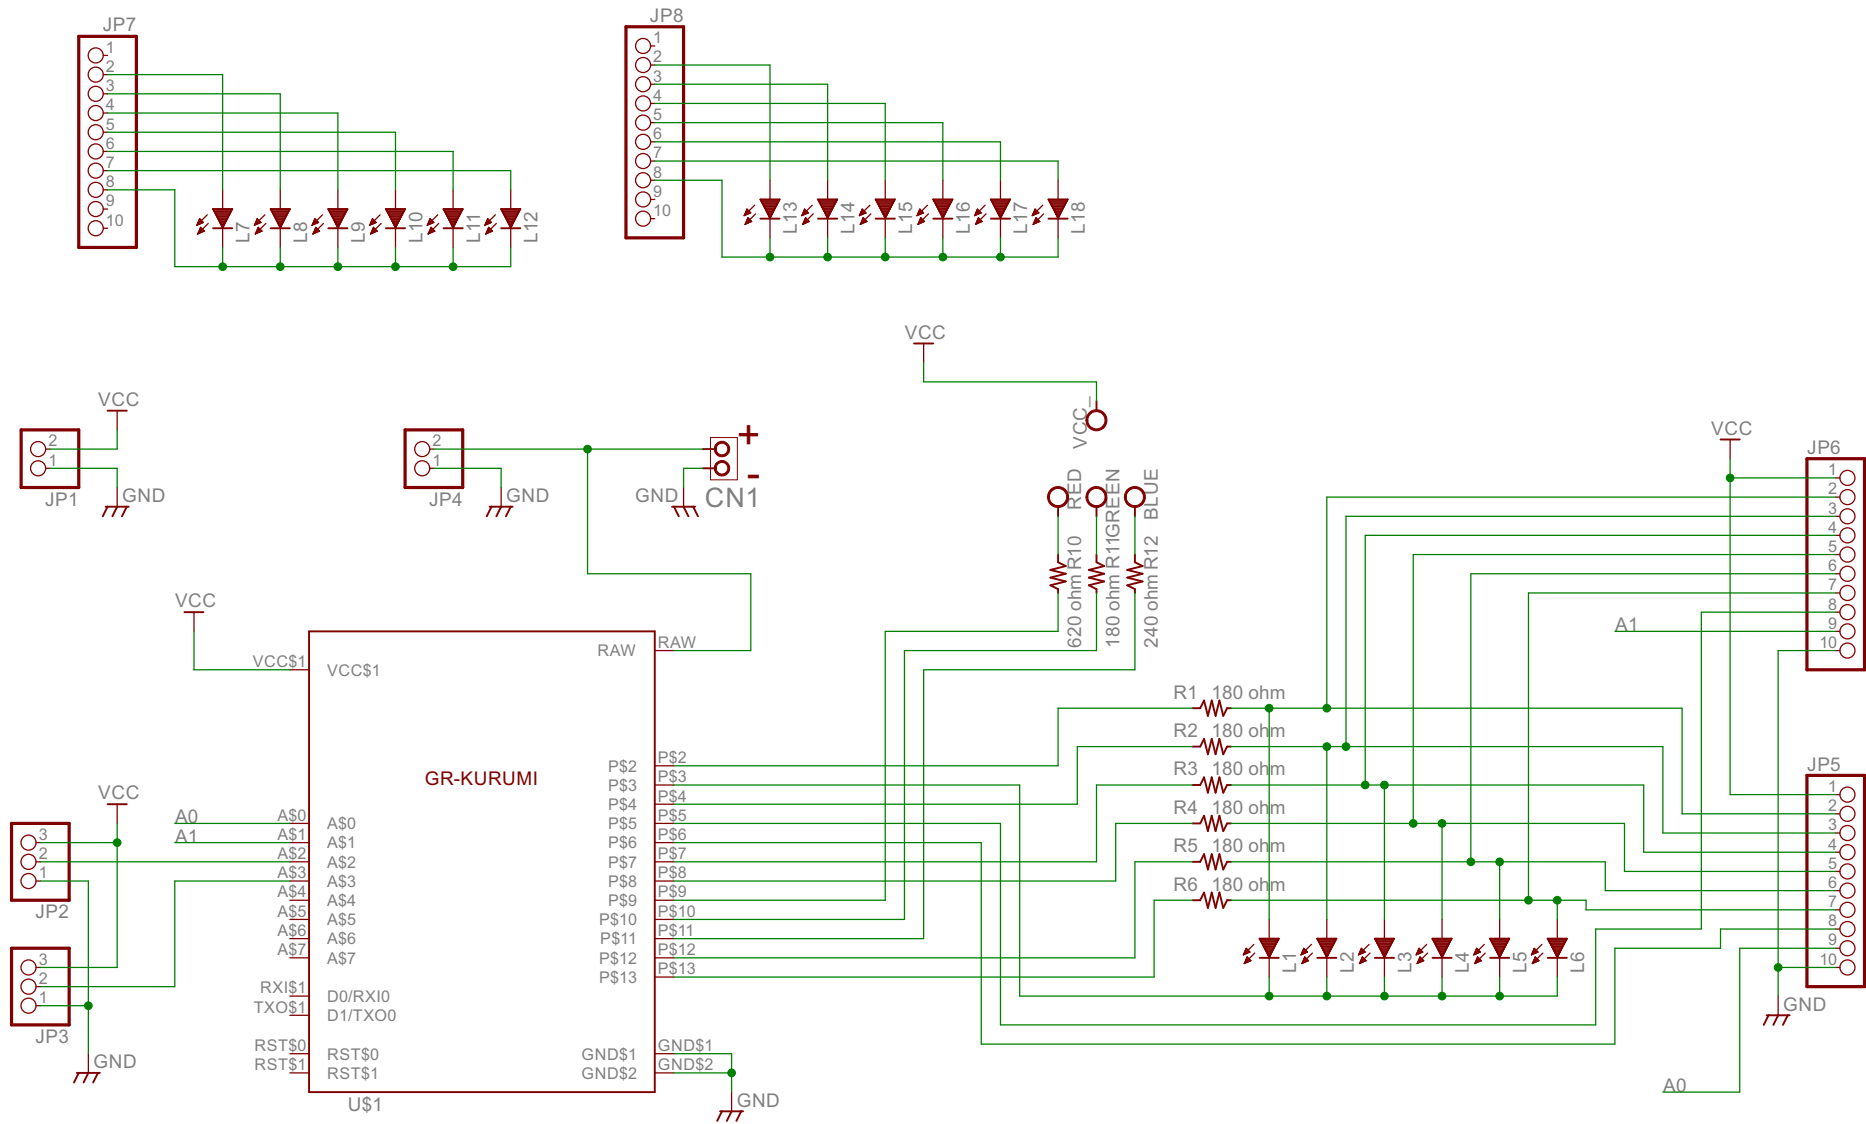 JP7
1
2
3
4
5
6
7
8
9
10
L7
L8
L9
L10
L11
L12
JP8
1
2
3
4
5
6
7
8
9
10
L13
L14
L15
L16
L17
L18
VCC
2
1
JP1
GND
2
1
JP4
GND
+
-
GND
CN1
VCC
VCC_
RED
GREEN
BLUE
R10
620 ohm
R11
180 ohm
R12
240 ohm
VCC
JP6
1
2
3
4
5
6
7
8
9
10
A1
VCC
VCC$1
VCC$1
RAW
RAW
GR-KURUMI
A0
A1
A$0
A$1
A$2
A$3
A$4
A$5
A$6
A$7
A$0
A$1
A$2
A$3
A$4
A$5
A$6
A$7
RXI$1
TXO$1
D0/RXI0
D1/TXO0
RST$0
RST$1
RST$0
RST$1
P$2
P$3
P$4
P$5
P$6
P$7
P$8
P$9
P$10
P$11
P$12
P$13
P$2
P$3
P$4
P$5
P$6
P$7
P$8
P$9
P$10
P$11
P$12
P$13
GND$1
GND$2
GND$1
GND$2
GND
U$1
VCC
3
2
1
JP2
3
2
1
JP3
GND
R1 180 ohm
R2 180 ohm
R3 180 ohm
R4 180 ohm
R5 180 ohm
R6 180 ohm
L1
L2
L3
L4
L5
L6
JP5
1
2
3
4
5
6
7
8
9
10
GND
A0